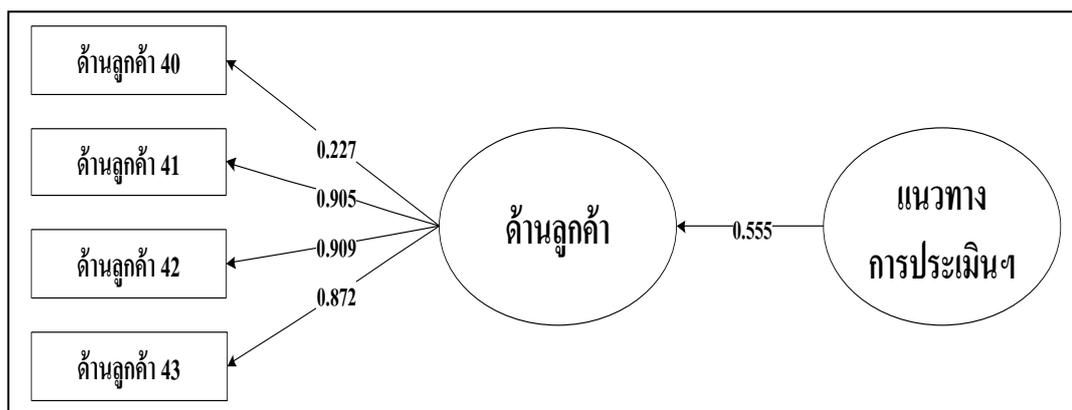 ด้านลูกค้า 40
0.227
ด้านลูกค้า 41
0.905
ด้านลูกค้า 42
0.909
ด้านลูกค้า 43
0.872
ด้านลูกค้า
0.555
แนวทาง
การประเมินฯ